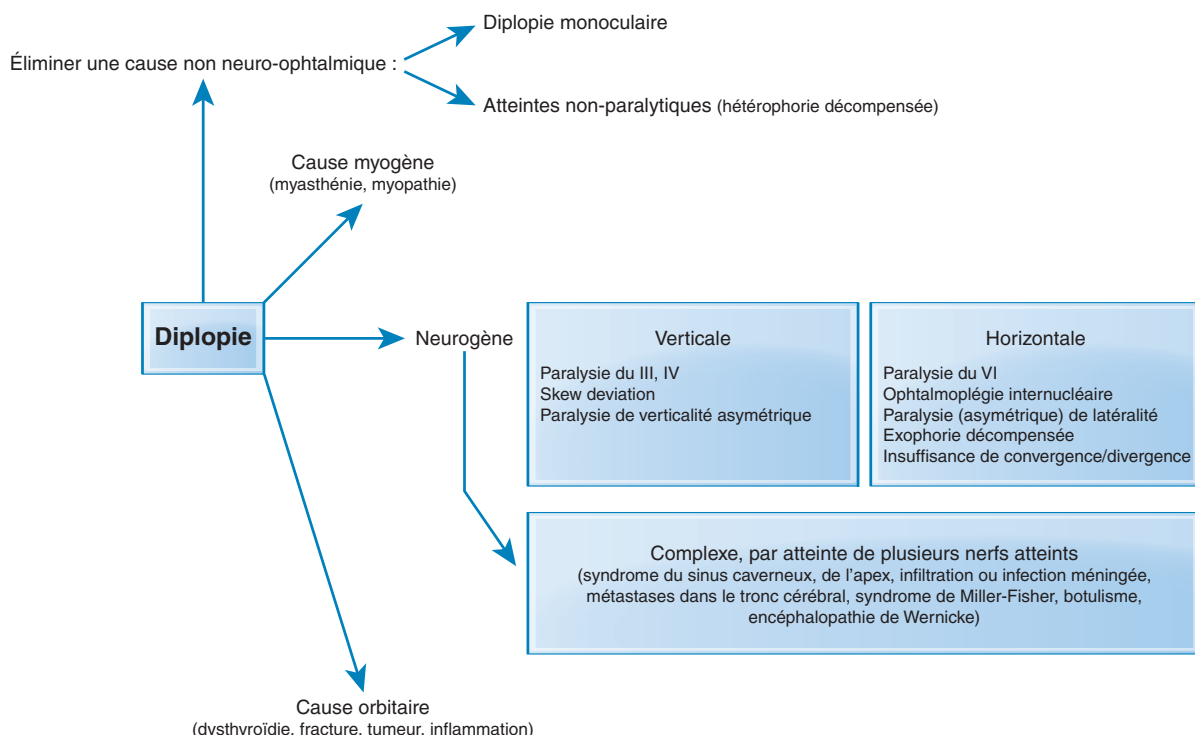 Diplopie monoculaire
Éliminer une cause non neuro-ophtalmique :
Atteintes non-paralytiques (hétérophorie décompensée)
Cause myogène
(myasthénie, myopathie)
Diplopie
Neurogène
Verticale
Paralysie du III, IV
Skew deviation
Paralysie de verticalité asymétrique
Horizontale
Paralysie du VI
Ophtalmoplégie internucléaire
Paralysie (asymétrique) de latéralité
Exophorie décompensée
Insuffisance de convergence/divergence
Complexe, par atteinte de plusieurs nerfs atteints
(syndrome du sinus caverneux, de l'apex, infiltration ou infection méningée,
métastases dans le tronc cérébral, syndrome de Miller-Fisher, botulisme,
encéphalopathie de Wernicke)
Cause orbitaire
(dysthyroïdie, fracture, tumeur, inflammation)